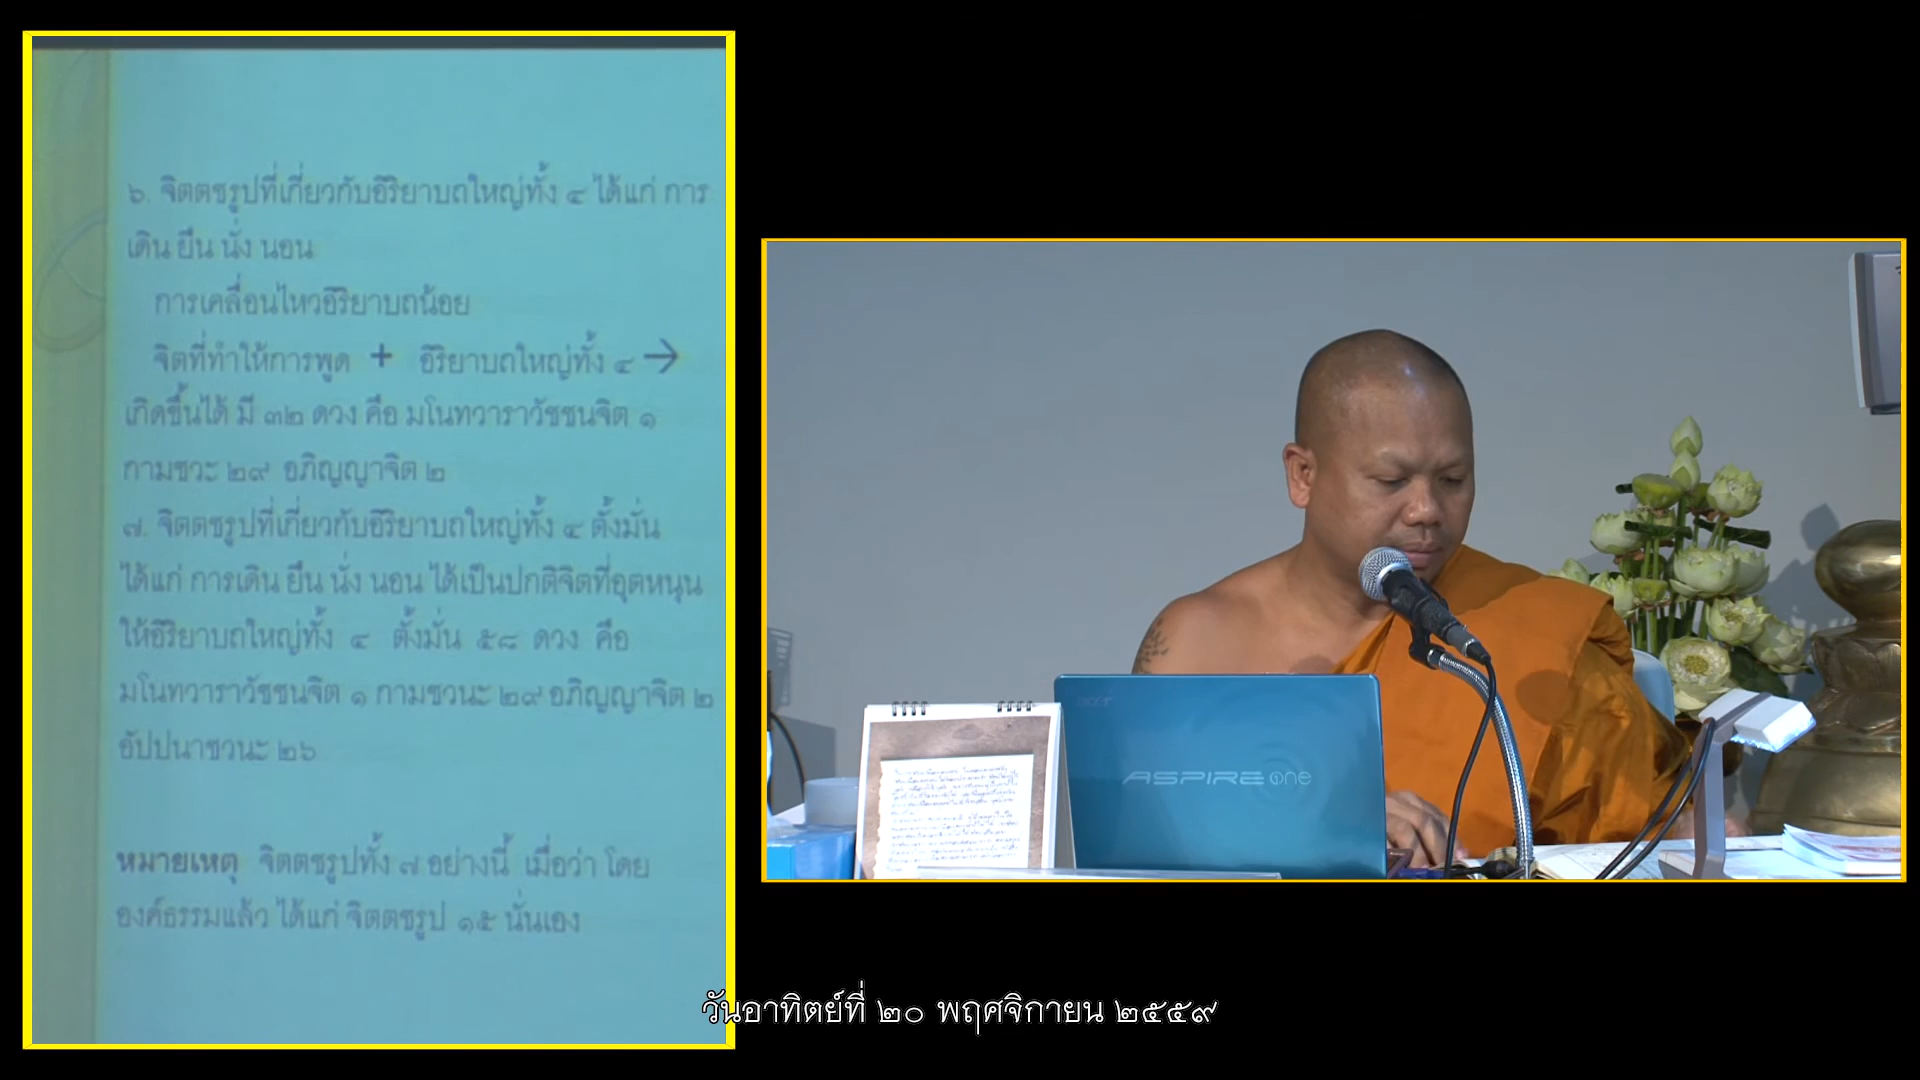 ๖. จิตตชรูปที่เกี่ยวกับอิริยาบถใหญ่ทั้ง ๔ ได้แก่ การ
เดิน ยืน นั่ง นอน
การเคลื่อนไหวอิริยาบถน้อย
จิตที่ทำให้การพูด + อิริยาบถใหญ่ทั้ง ๔ →
เกิดขึ้นได้ มี ๓๒ ดวง คือ มโนทวาราวัชชนจิต ๑
กามชวะ ๒๙ อภิญญาจิต ๒
๗. จิตตชรูปที่เกี่ยวกับอิริยาบถใหญ่ทั้ง ๔ ตั้งมั่น
ได้แก่ การเดิน ยืน นั่ง นอน ได้เป็นปกติจิตที่อุดหนุน
ให้อิริยาบถใหญ่ทั้ง ๔ ตั้งมั่น ๕๘ ดวง คือ
มโนทวาราวัชชนจิต ๑ กามชวนะ ๒๙ อภิญญาจิต ๒
อัปปนาชวนะ ๒๖
หมายเหตุ จิตตชรูปทั้ง ๗ อย่างนี้ เมื่อว่า โดย
องค์ธรรมแล้ว ได้แก่ จิตตชรูป ๑๕ นั่นเอง
acer
ASPIRE one
วันอาทิตย์ที่ ๒๐ พฤศจิกายน ๒๕๕๙